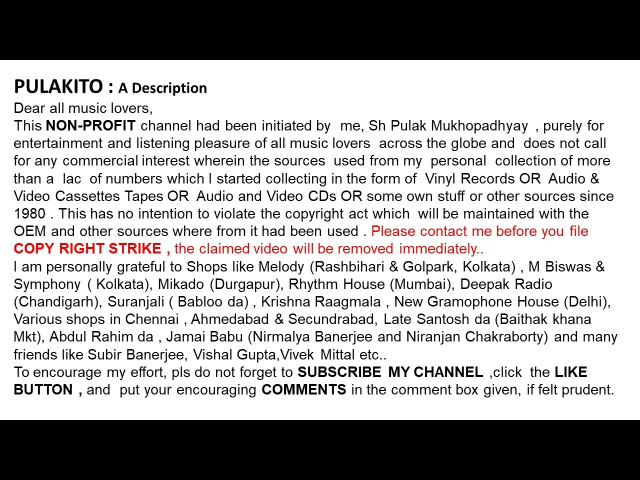 PULAKITO : A Description
Dear all music lovers,
This NON-PROFIT channel had been initiated by me, Sh Pulak Mukhopadhyay , purely for
entertainment and listening pleasure of all music lovers across the globe and does not call
for any commercial interest wherein the sources used from my personal collection of more
than a lac of numbers which I started collecting in the form of Vinyl Records OR Audio &
Video Cassettes Tapes OR Audio and Video CDs OR some own stuff or other sources since
1980 . This has no intention to violate the copyright act which will be maintained with the
OEM and other sources where from it had been used . Please contact me before you file
COPY RIGHT STRIKE , the claimed video will be removed immediately..
I am personally grateful to Shops like Melody (Rashbihari & Golpark, Kolkata) , M Biswas &
Symphony ( Kolkata), Mikado (Durgapur), Rhythm House (Mumbai), Deepak Radio
(Chandigarh), Suranjali ( Babloo da) , Krishna Raagmala , New Gramophone House (Delhi),
Various shops in Chennai , Ahmedabad & Secundrabad, Late Santosh da (Baithak khana
Mkt), Abdul Rahim da , Jamai Babu (Nirmalya Banerjee and Niranjan Chakraborty) and many
friends like Subir Banerjee, Vishal Gupta,Vivek Mittal etc..
To encourage my effort, pls do not forget to SUBSCRIBE MY CHANNEL ,click the LIKE
BUTTON , and put your encouraging COMMENTS in the comment box given, if felt prudent.